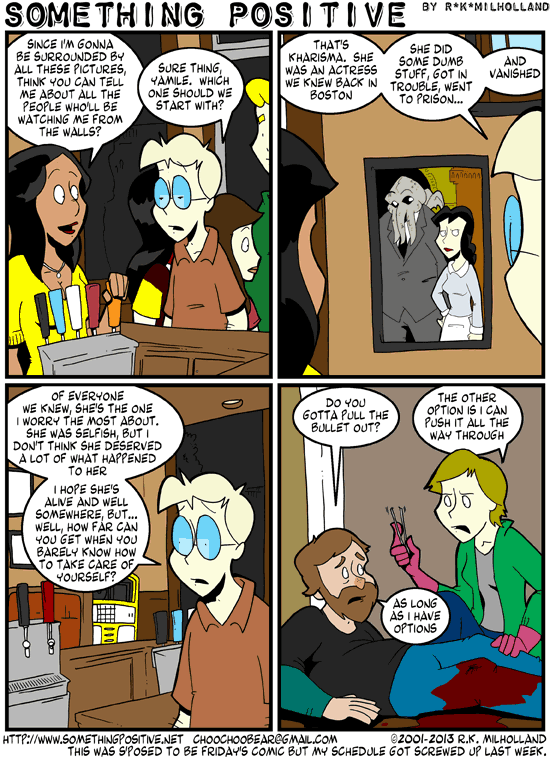 SOMETHING POSITIVE BY R*K*MILHOLLAND
SINCE I'M GONNA
BE SURROUNDED BY
ALL THESE PICTURES,
THINK YOU CAN TELL
ME ABOUT ALL THE
PEOPLE WHO'LL BE
WATCHING ME FROM
THE WALLS?
SURE THING,
YAMILE. WHICH
ONE SHOULD WE
START WITH?
THAT'S
KHARISMA. SHE
WAS AN ACTRESS
WE KNEW BACK IN
BOSTON
SHE DID
SOME DUMB
STUFF, GOT IN
TROUBLE, WENT
TO PRISON...
AND
VANISHED
OF EVERYONE
WE KNEW, SHE'S THE ONE
I WORRY THE MOST ABOUT.
SHE WAS SELFISH, BUT I
DON'T THINK SHE DESERVED
A LOT OF WHAT HAPPENED
TO HER
I HOPE SHE'S
ALIVE AND WELL
SOMEWHERE, BUT...
WELL, HOW FAR CAN
YOU GET WHEN YOU
BARELY KNOW HOW
TO TAKE CARE OF
YOURSELF?
DO YOU
GOTTA PULL THE
BULLET OUT?
THE OTHER
OPTION IS I CAN
PUSH IT ALL THE
WAY THROUGH
AS LONG
AS I HAVE
OPTIONS
HTTP://WWW.SOMETHINGPOSITIVE.NET CHOOCHOOBEAR@GMAIL.COM ©2001-2013 R.K. MILHOLLAND
THIS WAS S'POSED TO BE FRIDAY'S COMIC BUT MY SCHEDULE GOT SCREWED UP LAST WEEK.